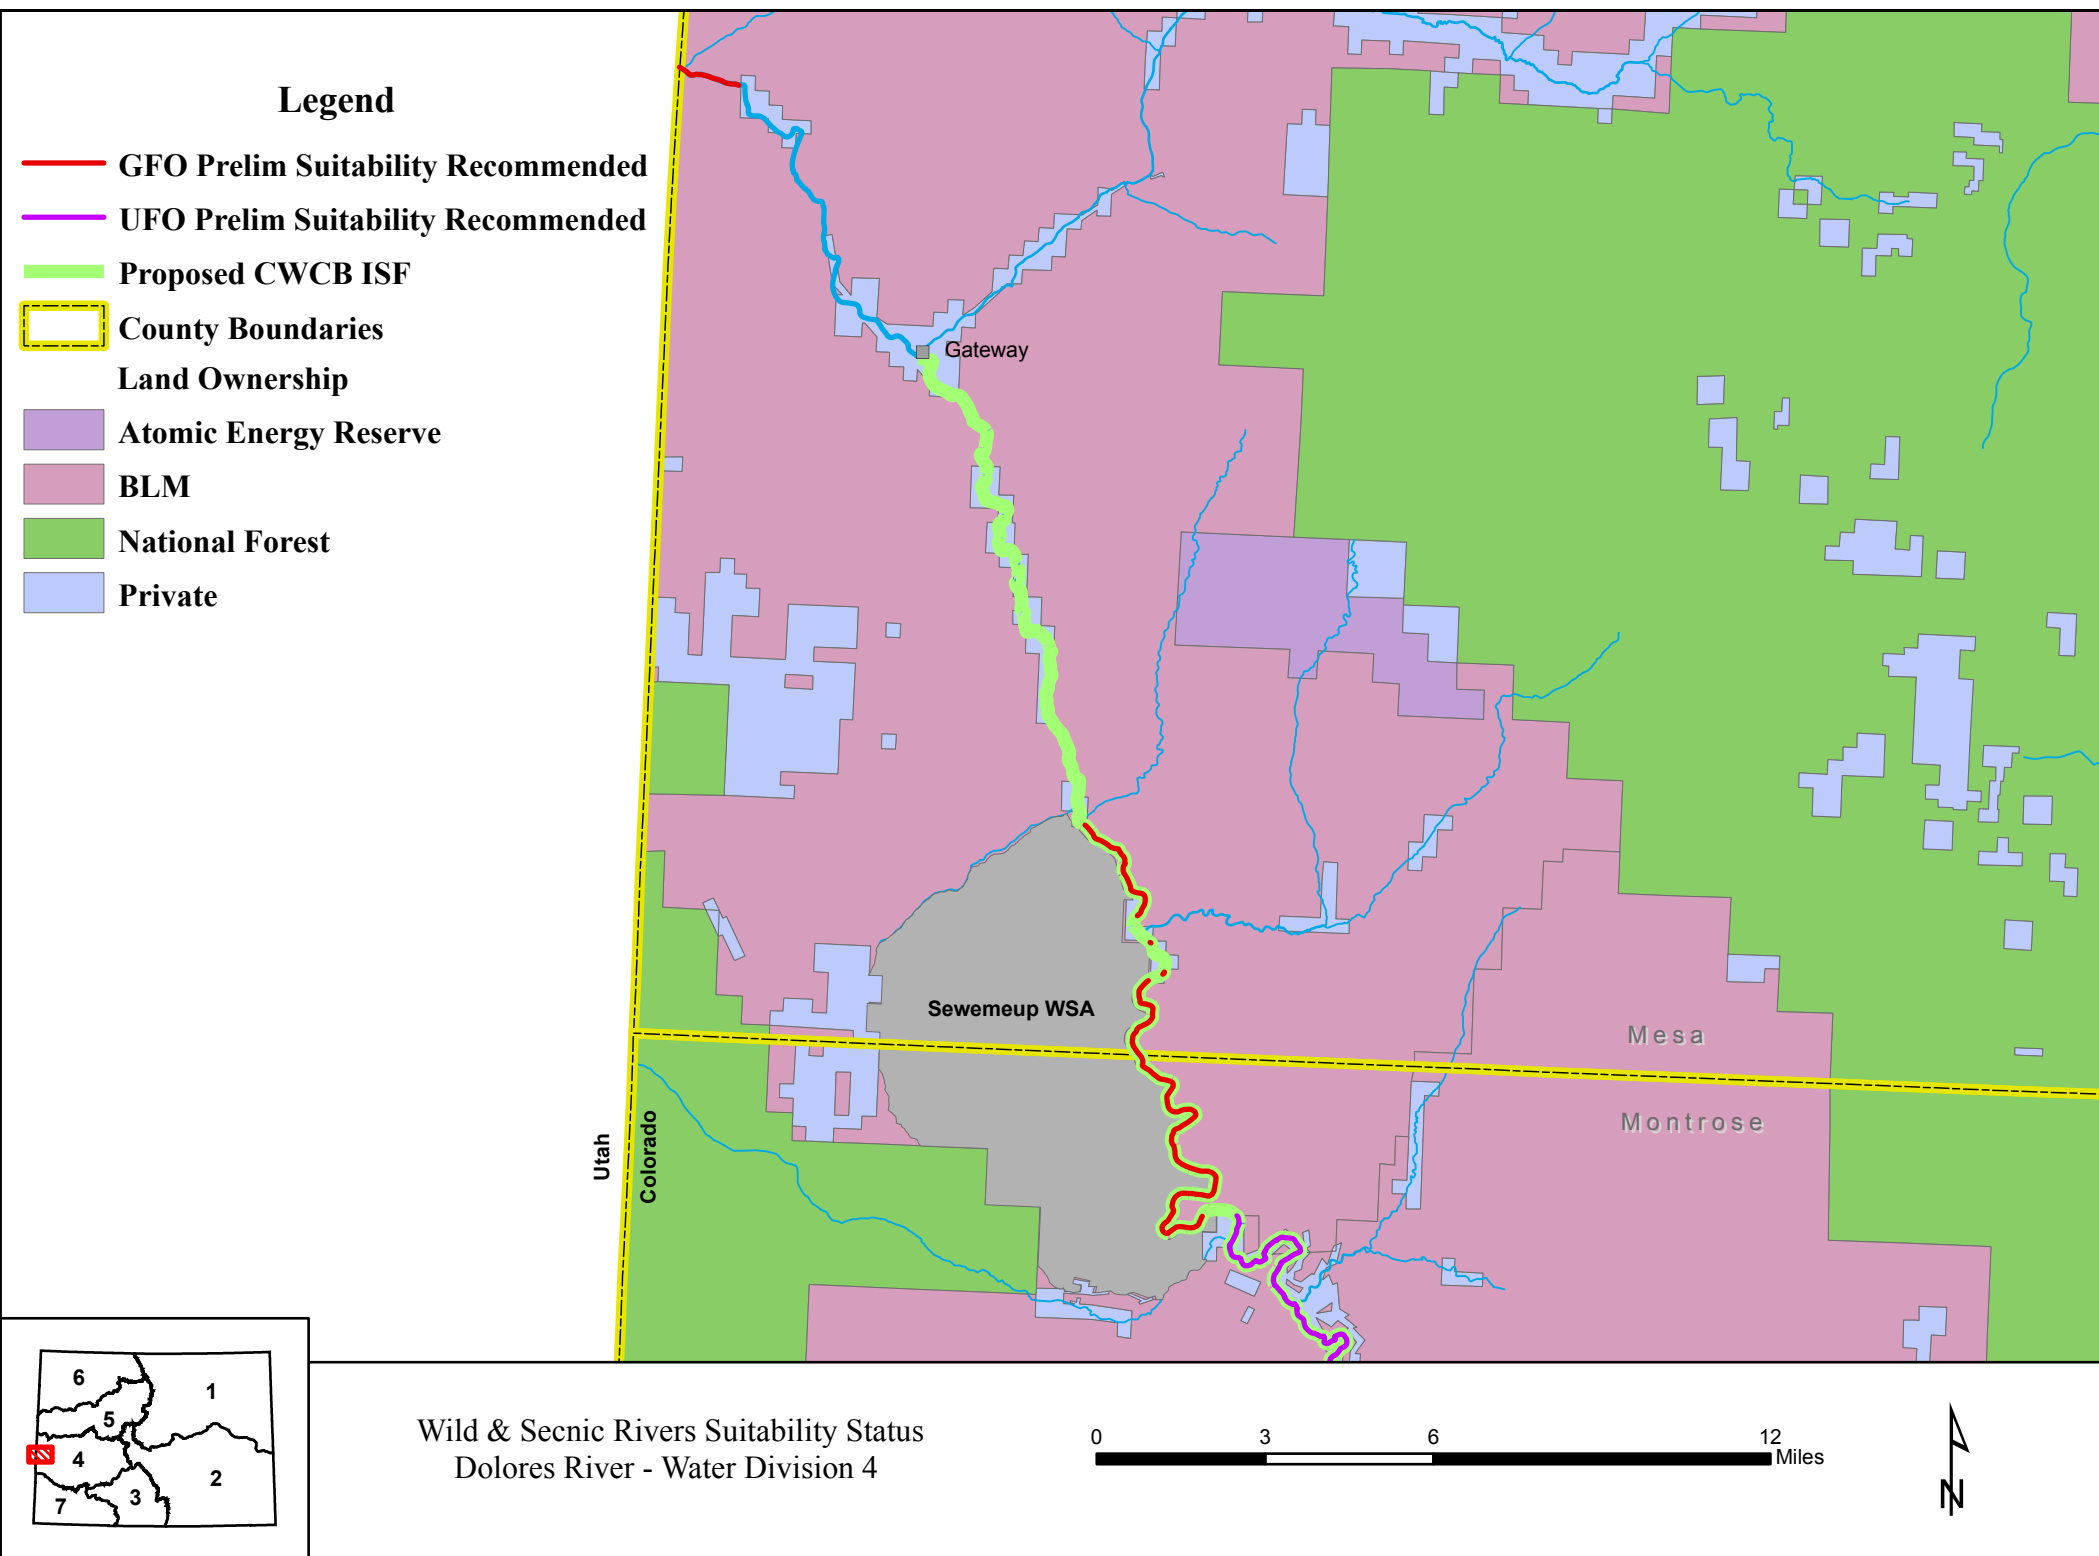 Legend
GFO Prelim Suitability Recommended
UFO Prelim Suitability Recommended
Proposed CWCB ISF
County Boundaries
Land Ownership
Atomic Energy Reserve
BLM
National Forest
Private
Gateway
Sewemeup WSA
Mesa
Montrose
Utah
Colorado
6
1
5
4
2
3
7
Wild & Secnic Rivers Suitability Status
Dolores River - Water Division 4
0 3 6 12
Miles
N